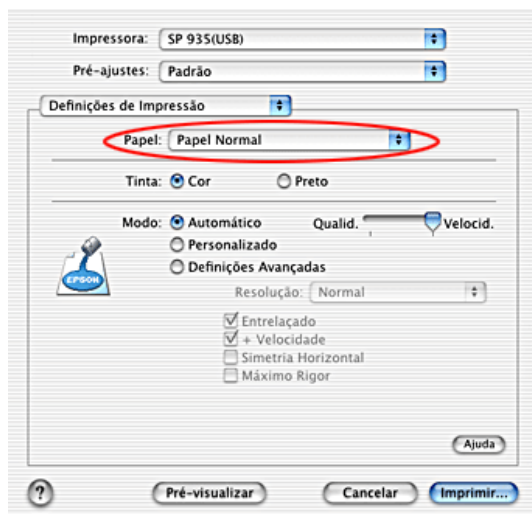 Impressora: SP 935(USB)
Pré-ajustes: Padrão
Definições de Impressão
Papel: Papel Normal
Tinta: Cor Preto
Modo: Automático Qualid. Velocid.
Personalizado
Definições Avançadas
Resolução: Normal
Entrelaçado
+ Velocidade
Simetria Horizontal
Máximo Rigor
EPSON
Ajuda
? Pré-visualizar Cancelar Imprimir...